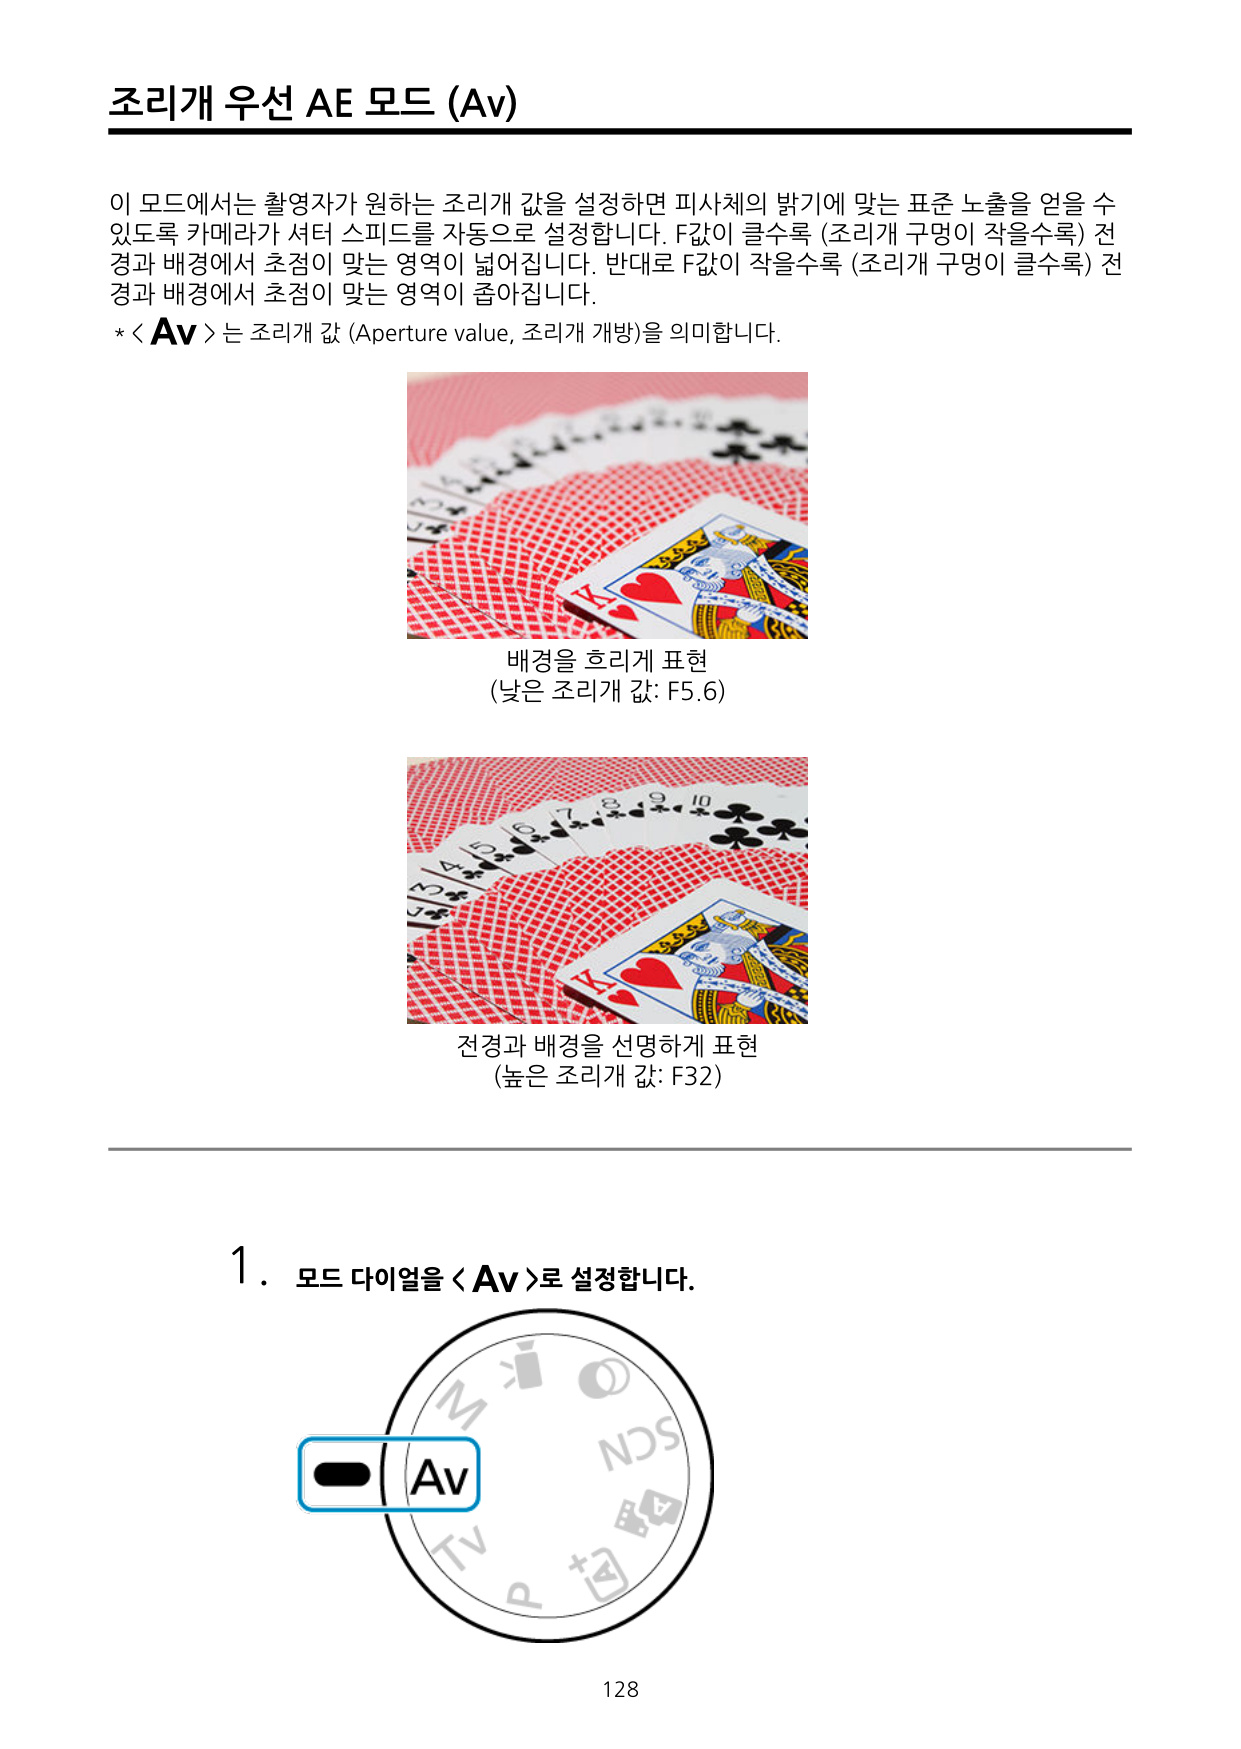 조리개 우선 AE 모드 (Av)
이 모드에서는 촬영자가 원하는 조리개 값을 설정하면 피사체의 밝기에 맞는 표준 노출을 얻을 수
있도록 카메라가 셔터 스피드를 자동으로 설정합니다. F값이 클수록 (조리개 구멍이 작을수록) 전
경과 배경에서 초점이 맞는 영역이 넓어집니다. 반대로 F값이 작을수록 (조리개 구멍이 클수록) 전
경과 배경에서 초점이 맞는 영역이 좁아집니다.
* < Av > 는 조리개 값 (Aperture value, 조리개 개방)을 의미합니다.
3
K
배경을 흐리게 표현
(낮은 조리개 값: F5.6)
3 4 5 6 7 8 9 10
K
전경과 배경을 선명하게 표현
(높은 조리개 값: F32)
1. 모드 다이얼을 < Av >로 설정합니다.
M
SCN
Av
A
Tv
A+
P
128